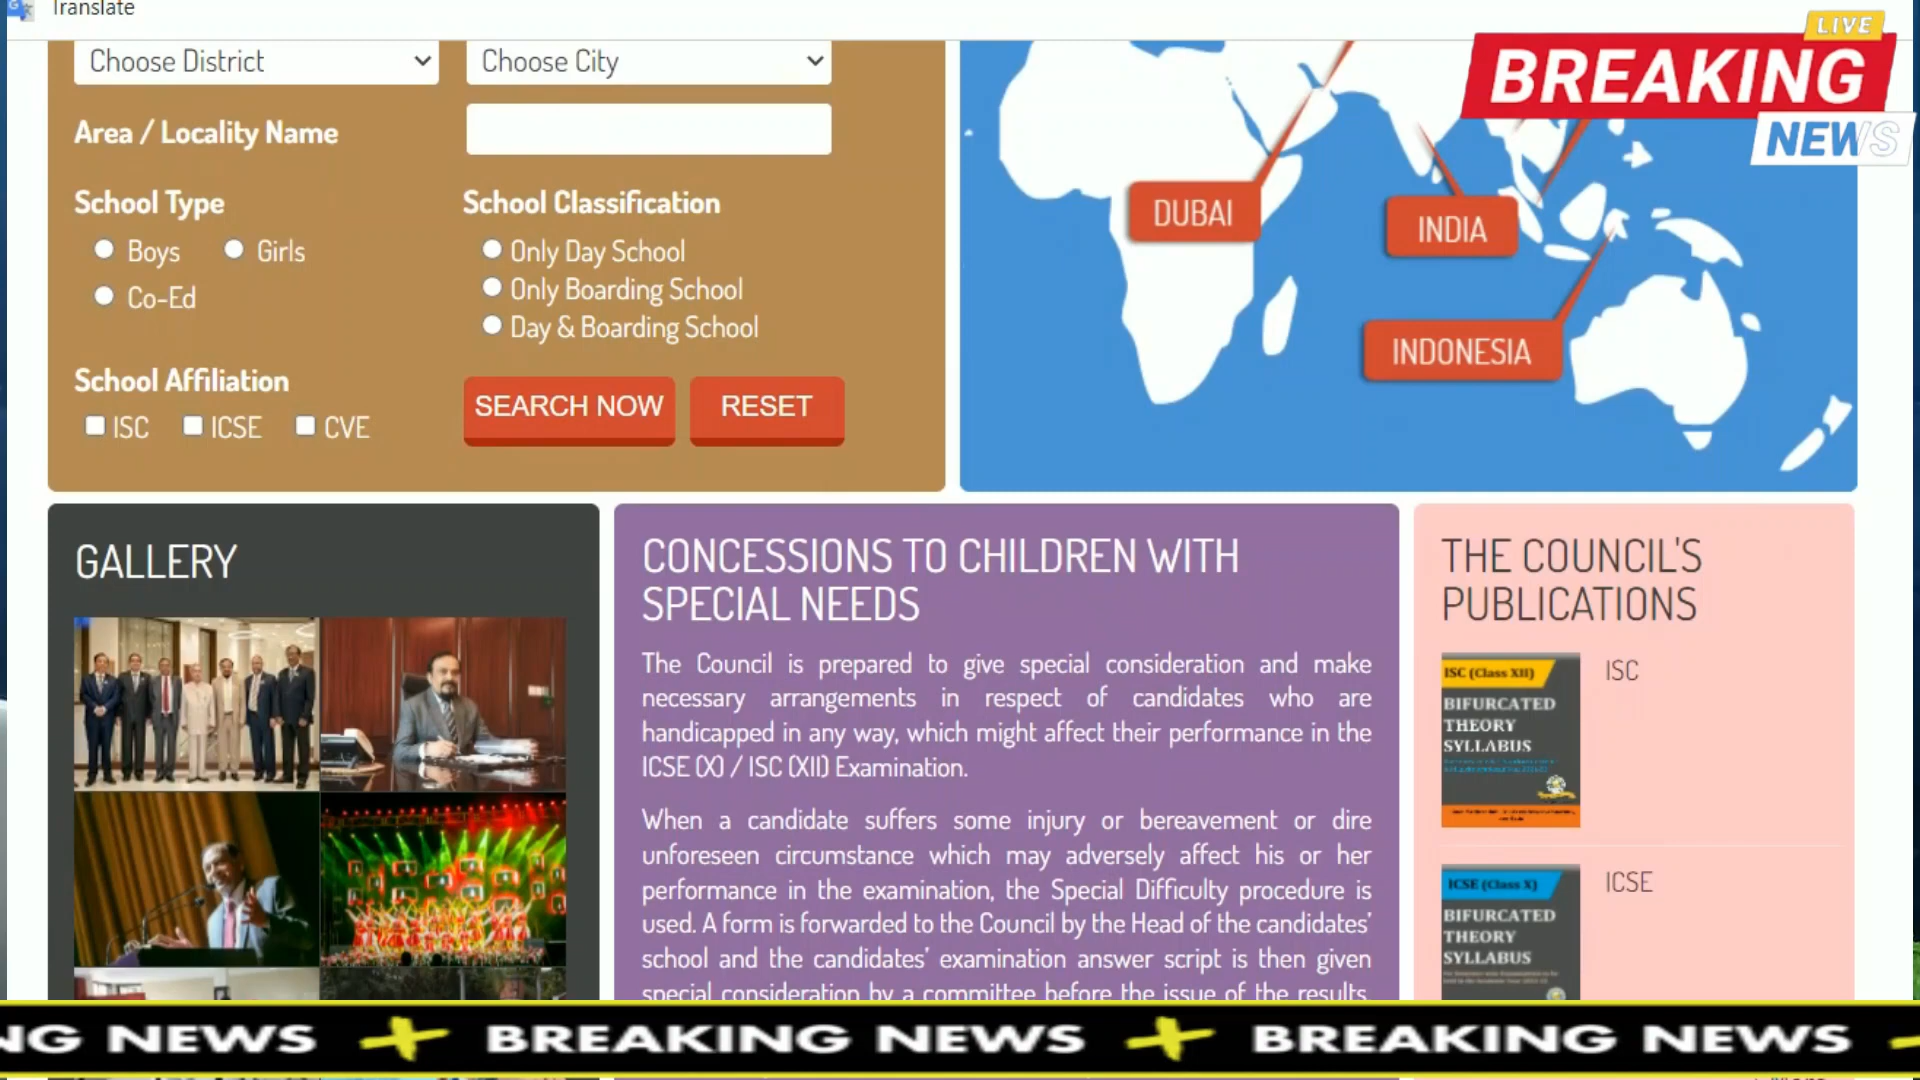 Translate
LIVE
BREAKING
NEWS
Choose District
Choose City
Area / Locality Name
School Type
School Classification
Boys
Girls
Only Day School
Co-Ed
Only Boarding School
Day & Boarding School
School Affiliation
ISC
ICSE
CVE
SEARCH NOW
RESET
DUBAI
INDIA
INDONESIA
GALLERY
CONCESSIONS TO CHILDREN WITH
SPECIAL NEEDS
The Council is prepared to give special consideration and make
necessary arrangements in respect of candidates who are
handicapped in any way, which might affect their performance in the
ICSE (X) / ISC (XII) Examination.
When a candidate suffers some injury or bereavement or dire
unforeseen circumstance which may adversely affect his or her
performance in the examination, the Special Difficulty procedure is
used. A form is forwarded to the Council by the Head of the candidates'
school and the candidates' examination answer script is then given
special consideration by a committee before the issue of the results.
THE COUNCIL'S
PUBLICATIONS
ISC (Class XII)
BIFURCATED
THEORY
SYLLABUS
ISC
ICSE (Class X)
BIFURCATED
THEORY
SYLLABUS
ICSE
NG NEWS + BREAKING NEWS + BREAKING NEWS